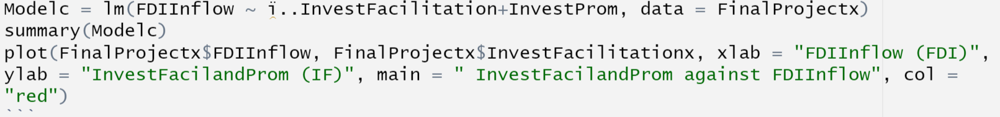 Modelc = lm(FDIInflow ~ ï..InvestFacilitation+InvestProm, data = FinalProjectx)
summary(Modelc)
plot(FinalProjectx$FDIInflow, FinalProjectx$InvestFacilitationx, xlab = "FDIInflow (FDI)",
ylab = "InvestFacilandProm (IF)", main = " InvestFacilandProm against FDIInflow", col =
"red")
```